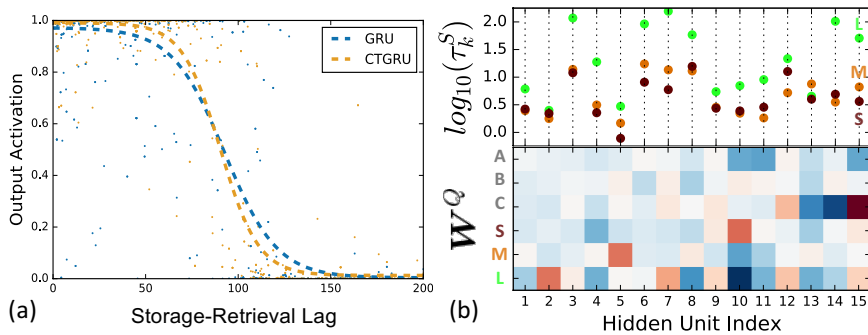 1.0
0.8
0.6
0.4
0.2
0.0
Output Activation
GRU
CTGRU
0 50 100 150 200
(a) Storage-Retrieval Lag
2.0
1.5
1.0
0.5
0.0
log₁₀(τₖˢ)
L
M
S
A
B
C
S
M
L
W^Q
1 2 3 4 5 6 7 8 9 10 11 12 13 14 15
(b) Hidden Unit Index